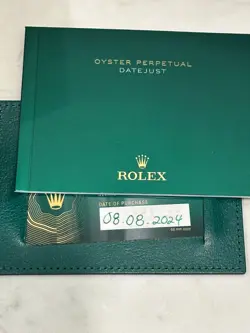 OYSTER PERPETUAL
DATEJUST
ROLEX
DATE OF PURCHASE
08.08.2024